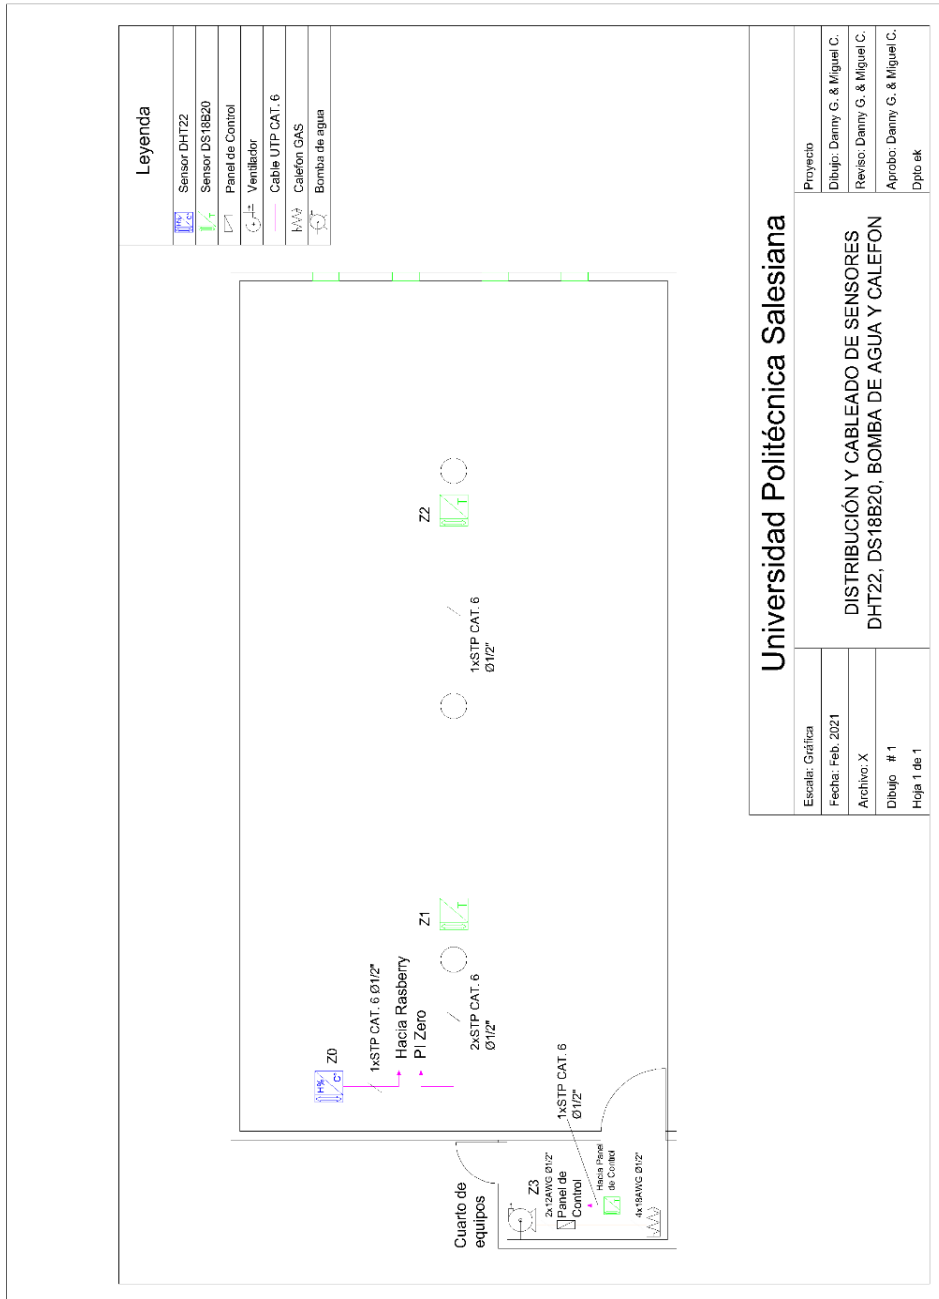 Leyenda
Sensor DHT22
Sensor DS18B20
Panel de Control
Ventilador
Cable UTP CAT. 6
Calefon GAS
Bomba de agua
H%
C°
Z0
1xSTP CAT. 6 Ø1/2"
Hacia Rasberry
PI Zero
2xSTP CAT. 6
Ø1/2"
Z1
T
1xSTP CAT. 6
Ø1/2"
Z2
T
Cuarto de
equipos
Z3
2x12AWG Ø1/2"
Panel de
Control
1xSTP CAT. 6
Ø1/2"
Hacia Panel
de Control
4x18AWG Ø1/2"
Universidad Politécnica Salesiana
Escala: Gráfica
Fecha: Feb. 2021
Archivo: X
Dibujo # 1
Hoja 1 de 1
DISTRIBUCIÓN Y CABLEADO DE SENSORES
DHT22, DS18B20, BOMBA DE AGUA Y CALEFON
Proyecto
Dibujo: Danny G. & Miguel C.
Reviso: Danny G. & Miguel C.
Aprobo: Danny G. & Miguel C.
Dpto ek